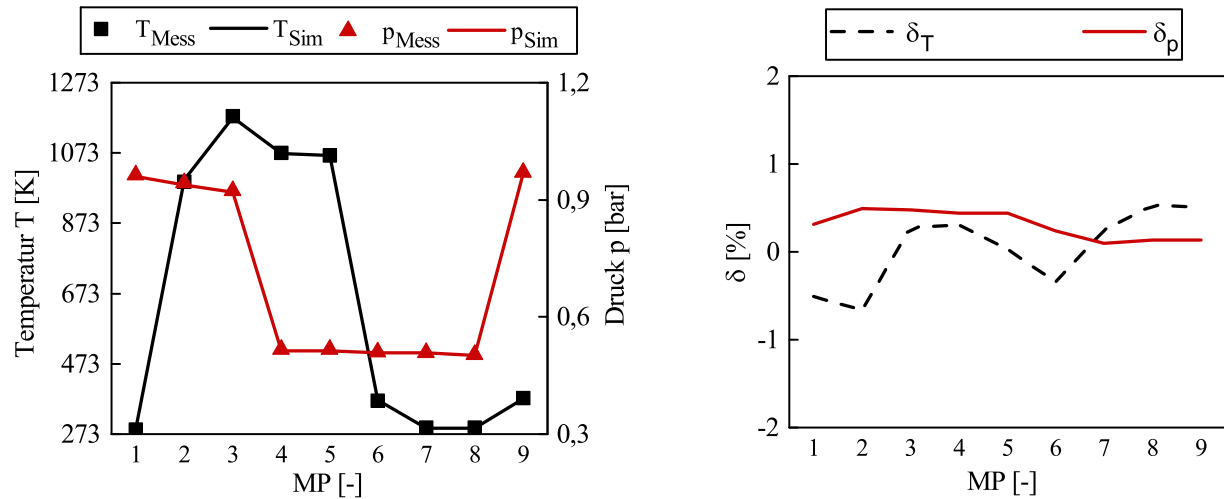 T_Mess T_Sim p_Mess p_Sim
1273
1073
873
673
473
273
Temperatur T [K]
1,2
0,9
0,6
0,3
Druck p [bar]
1 2 3 4 5 6 7 8 9
MP [-]
δ_T δ_p
2
1
0
-1
-2
δ [%]
1 2 3 4 5 6 7 8 9
MP [-]